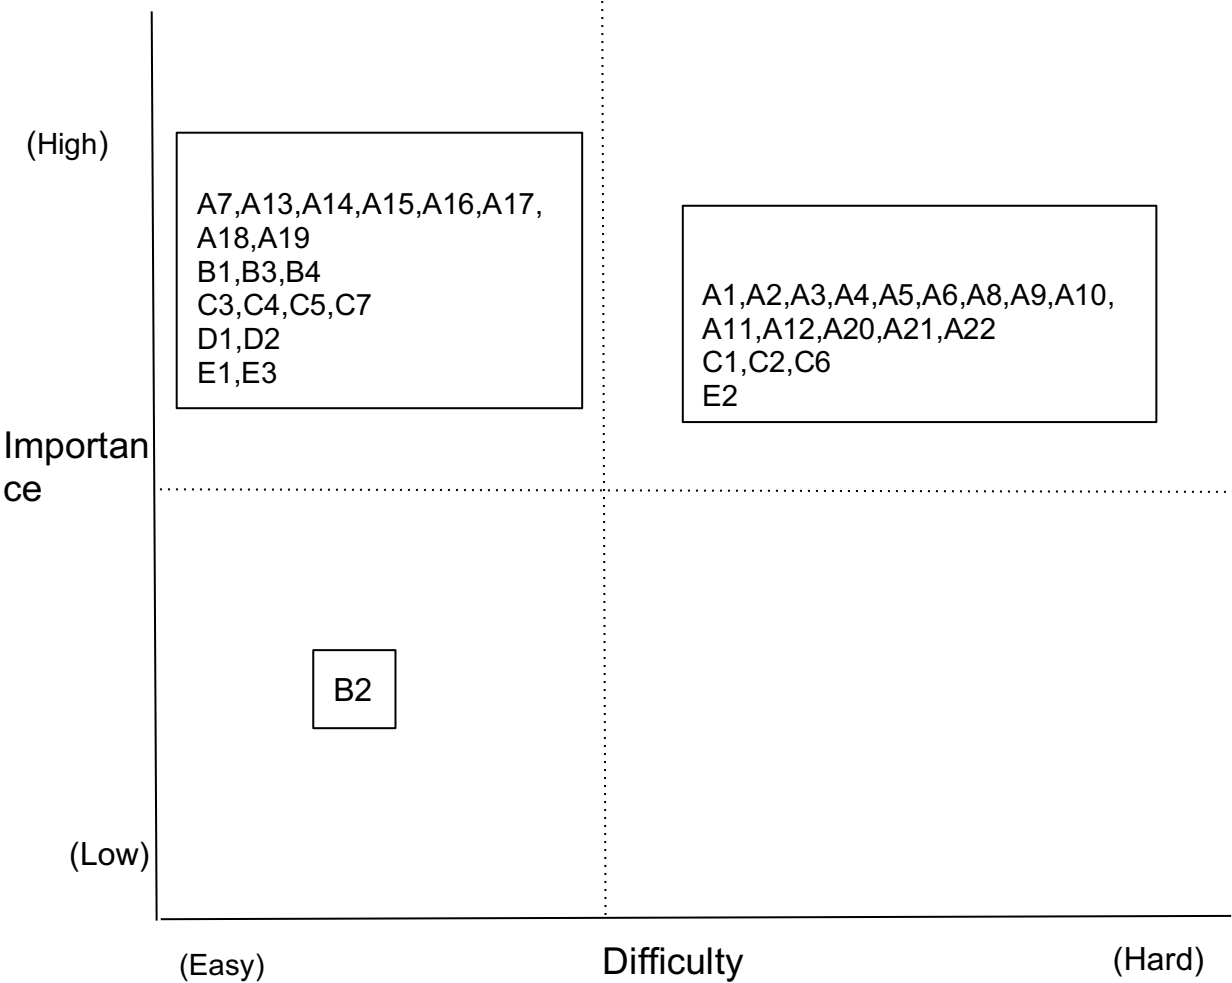 (High)
A7,A13,A14,A15,A16,A17,
A18,A19
B1,B3,B4
C3,C4,C5,C7
D1,D2
E1,E3
A1,A2,A3,A4,A5,A6,A8,A9,A10,
A11,A12,A20,A21,A22
C1,C2,C6
E2
Importan
ce
B2
(Low)
(Easy)
Difficulty
(Hard)